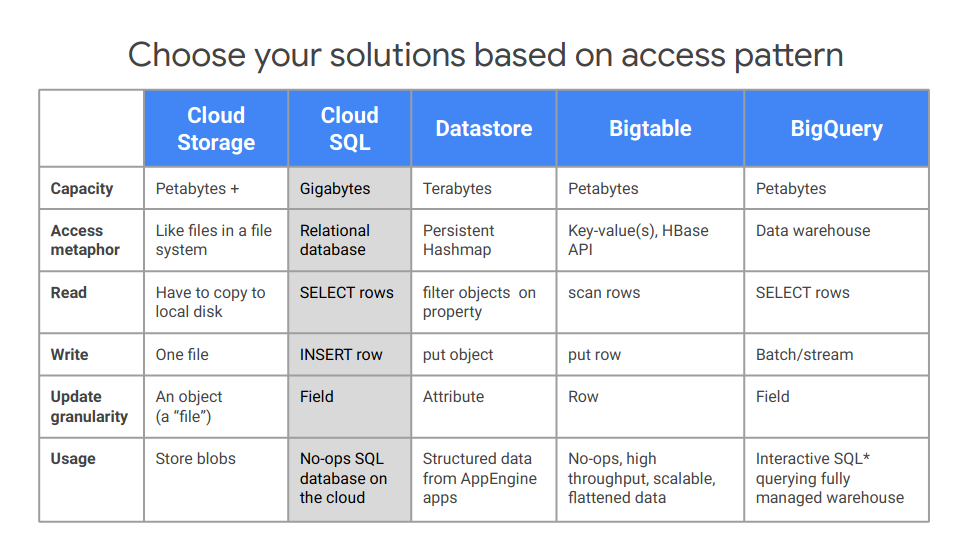 Choose your solutions based on access pattern
Cloud
Storage
Cloud
SQL
Datastore
Bigtable
BigQuery
Capacity
Petabytes +
Gigabytes
Terabytes
Petabytes
Petabytes
Access
metaphor
Like files in a file
system
Relational
database
Persistent
Hashmap
Key-value(s), HBase
API
Data warehouse
Read
Have to copy to
local disk
SELECT rows
filter objects on
property
scan rows
SELECT rows
Write
One file
INSERT row
put object
put row
Batch/stream
Update
granularity
An object
(a “file”)
Field
Attribute
Row
Field
Usage
Store blobs
No-ops SQL
database on
the cloud
Structured data
from AppEngine
apps
No-ops, high
throughput, scalable,
flattened data
Interactive SQL*
querying fully
managed warehouse